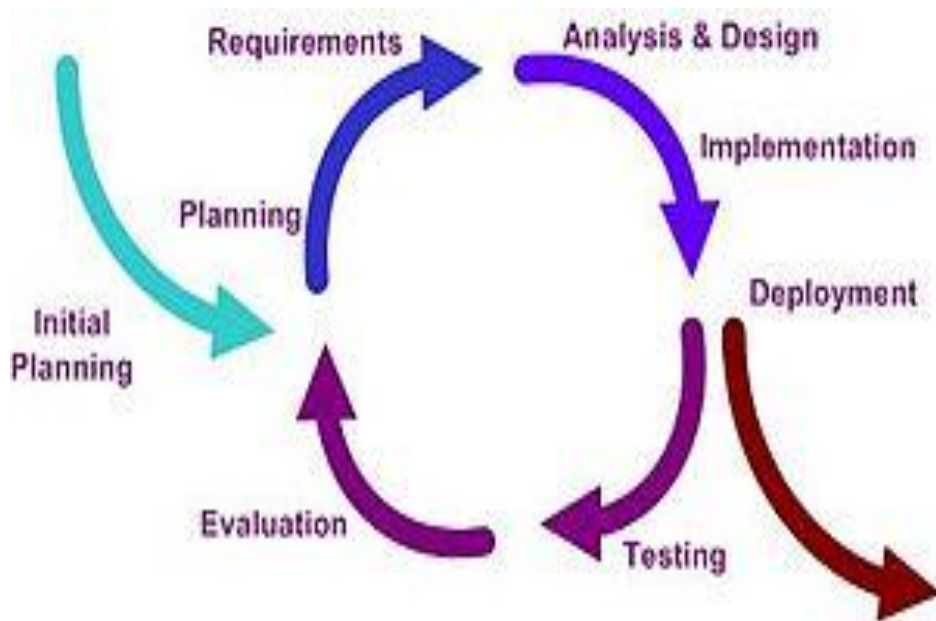 Requirements
Analysis & Design
Implementation
Planning
Deployment
Initial
Planning
Evaluation
Testing